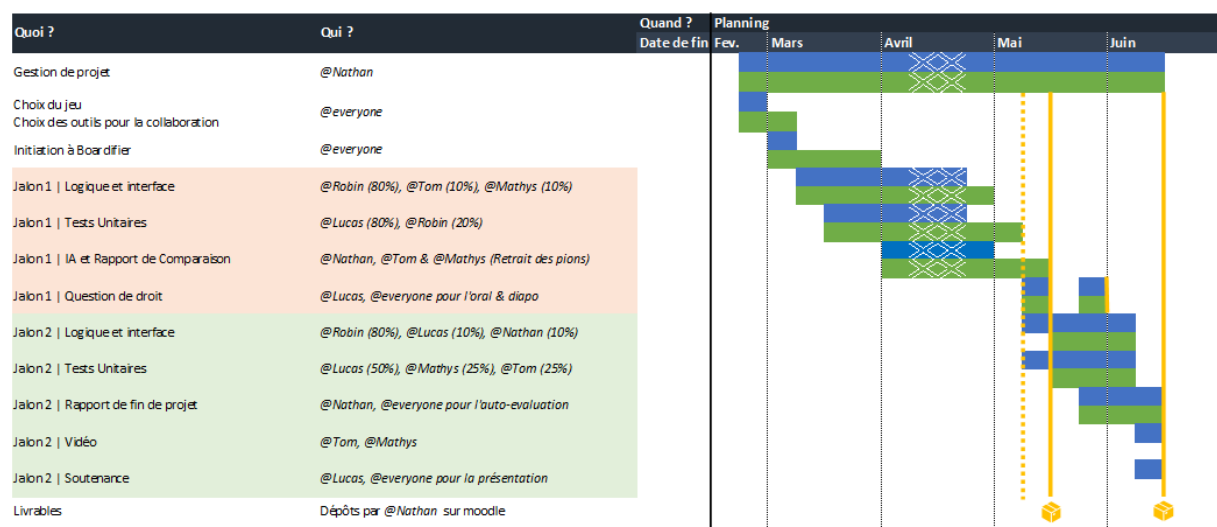 Quoi ? Qui ? Quand ? Planning
Date de fin Fev. Mars Avril Mai Juin
Gestion de projet @Nathan
Choix du jeu
Choix des outils pour la collaboration @everyone
Initiation à Boardifier @everyone
Jalon 1 | Logique et interface @Robin (80%), @Tom (10%), @Mathys (10%)
Jalon 1 | Tests Unitaires @Lucas (80%), @Robin (20%)
Jalon 1 | IA et Rapport de Comparaison @Nathan, @Tom & @Mathys (Retrait des pions)
Jalon 1 | Question de droit @Lucas, @everyone pour l'oral & diapo
Jalon 2 | Logique et interface @Robin (80%), @Lucas (10%), @Nathan (10%)
Jalon 2 | Tests Unitaires @Lucas (50%), @Mathys (25%), @Tom (25%)
Jalon 2 | Rapport de fin de projet @Nathan, @everyone pour l'auto-evaluation
Jalon 2 | Vidéo @Tom, @Mathys
Jalon 2 | Soutenance @Lucas, @everyone pour la présentation
Livrables Dépôts par @Nathan sur moodle